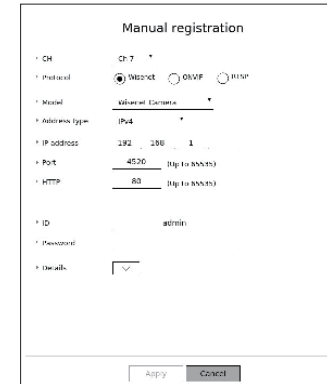 Manual registration
CH Ch 7
Protocol Wisenet ONVIF RTSP
Model Wisenet Camera
Address type IPv4
IP address 192 . 168 . 1 .
Port 4520 (Up to 65535)
HTTP 80 (Up to 65535)
ID admin
Password
Details
Apply Cancel